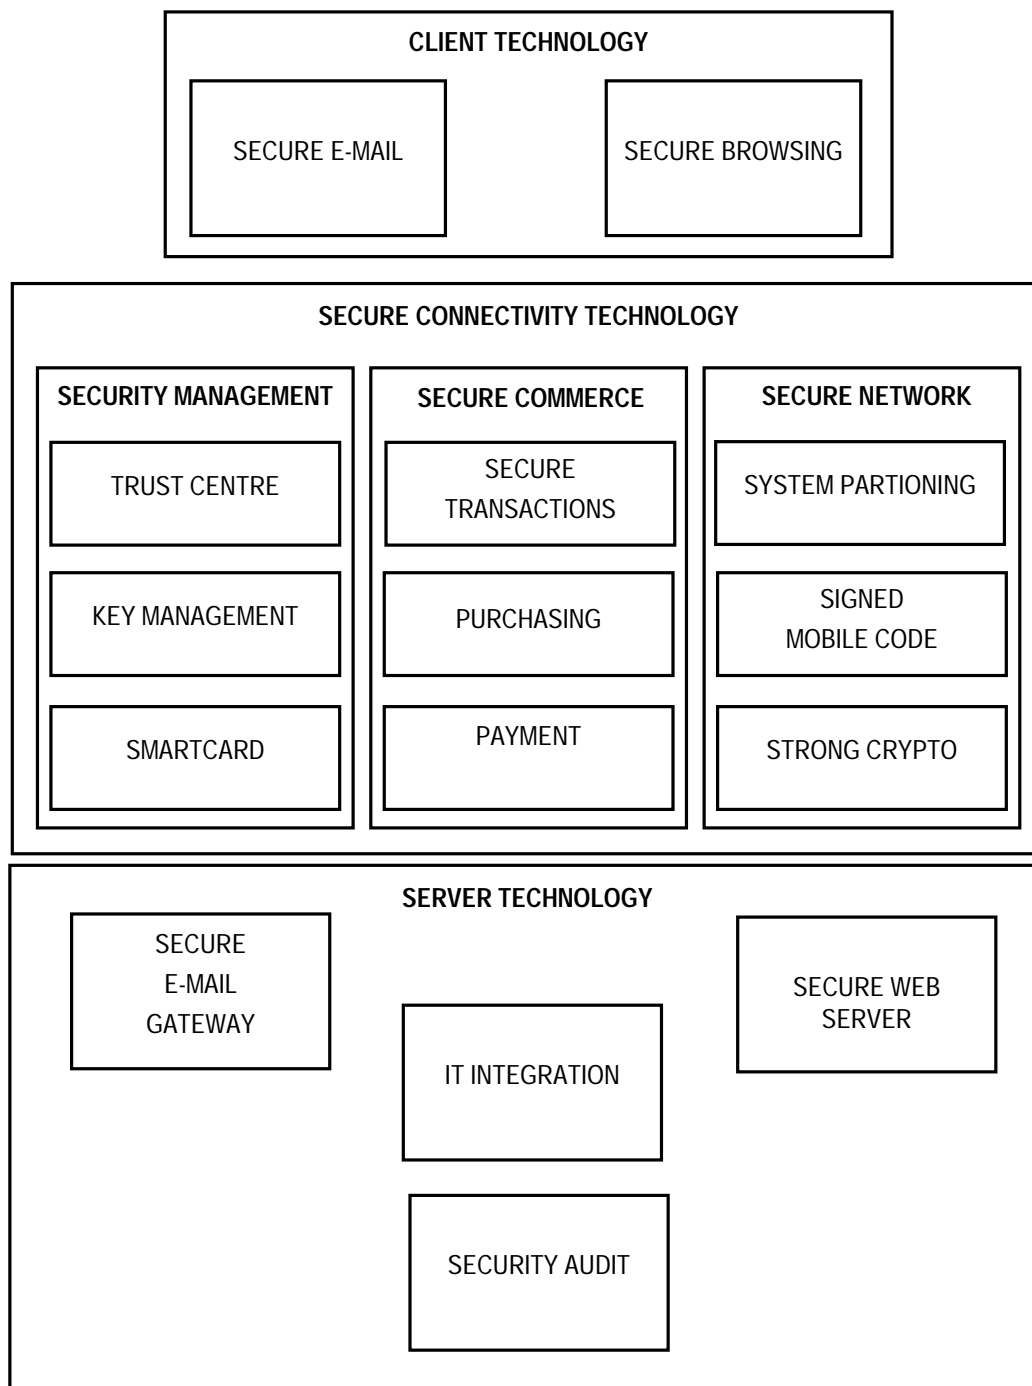 CLIENT TECHNOLOGY
SECURE E-MAIL
SECURE BROWSING
SECURE CONNECTIVITY TECHNOLOGY
SECURITY MANAGEMENT
TRUST CENTRE
KEY MANAGEMENT
SMARTCARD
SECURE COMMERCE
SECURE
TRANSACTIONS
PURCHASING
PAYMENT
SECURE NETWORK
SYSTEM PARTIONING
SIGNED
MOBILE CODE
STRONG CRYPTO
SERVER TECHNOLOGY
SECURE
E-MAIL
GATEWAY
IT INTEGRATION
SECURE WEB
SERVER
SECURITY AUDIT